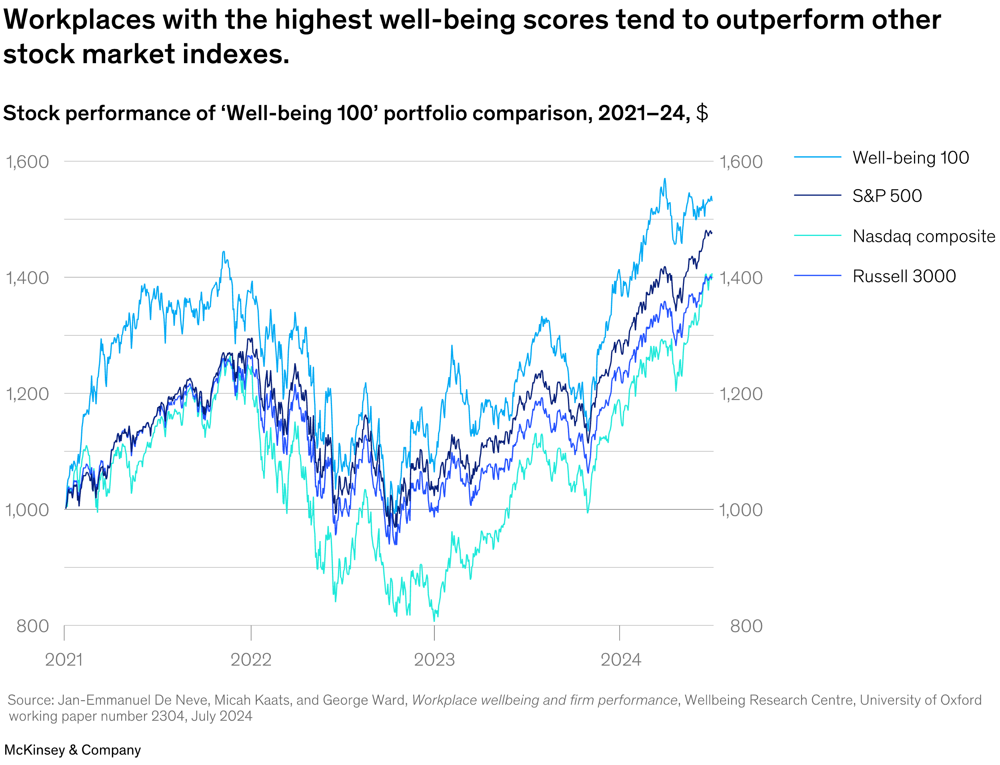 Workplaces with the highest well-being scores tend to outperform other
stock market indexes.
Stock performance of ‘Well-being 100’ portfolio comparison, 2021–24, $
1,600
1,400
1,200
1,000
800
1,600
1,400
1,200
1,000
800
Well-being 100
S&P 500
Nasdaq composite
Russell 3000
2021
2022
2023
2024
Source: Jan-Emmanuel De Neve, Micah Kaats, and George Ward, Workplace wellbeing and firm performance, Wellbeing Research Centre, University of Oxford
working paper number 2304, July 2024
McKinsey & Company